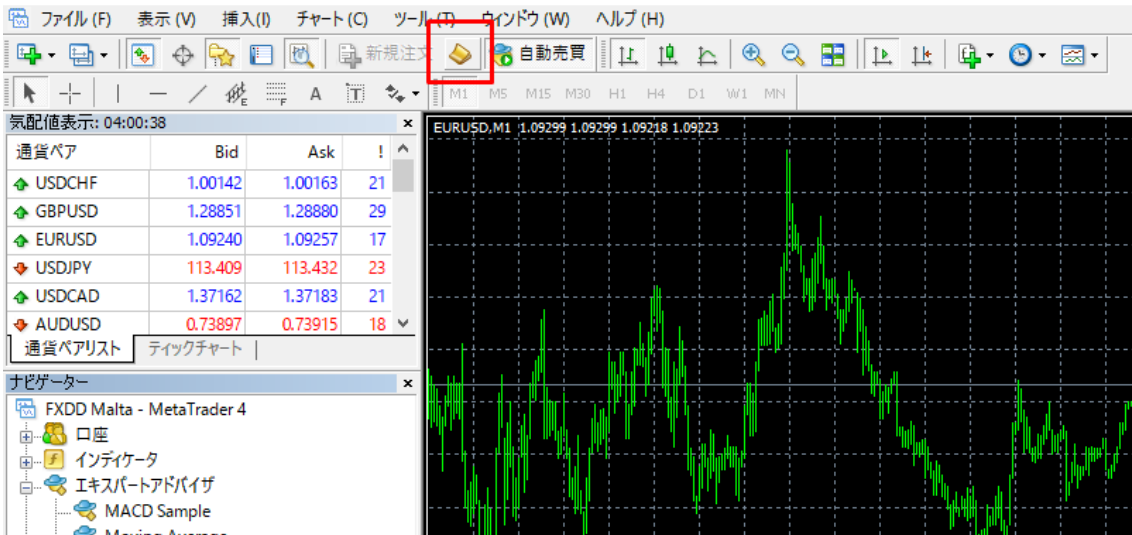 ファイル (F) 表示 (V) 挿入(I) チャート(C) ツール (T) ウィンドウ (W) ヘルプ (H)
新規注文 自動売買
E F A T M1 M5 M15 M30 H1 H4 D1 W1 MN
気配値表示: 04:00:38
通貨ペア Bid Ask !
USDCHF 1.00142 1.00163 21
GBPUSD 1.28851 1.28880 29
EURUSD 1.09240 1.09257 17
USDJPY 113.409 113.432 23
USDCAD 1.37162 1.37183 21
AUDUSD 0.73897 0.73915 18
通貨ペアリスト ティックチャート
ナビゲーター
FXDD Malta - MetaTrader 4
口座
インディケータ
エキスパートアドバイザ
MACD Sample
Moving Average
EURUSD,M1 1.09299 1.09299 1.09218 1.09223